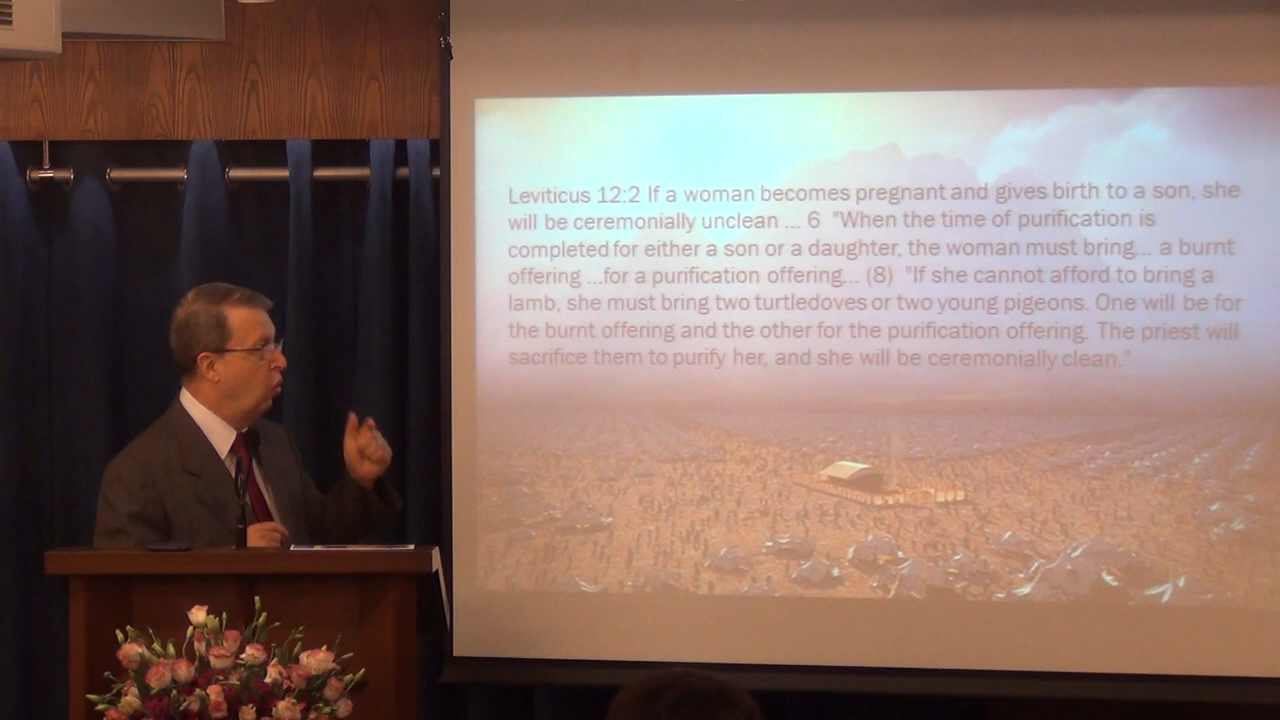 Leviticus 12:2 If a woman becomes pregnant and gives birth to a son, she
will be ceremonially unclean ... 6 "When the time of purification is
completed for either a son or a daughter, the woman must bring... a burnt
offering ...for a purification offering... (8) "If she cannot afford to bring a
lamb, she must bring two turtledoves or two young pigeons. One will be for
the burnt offering and the other for the purification offering. The priest will
sacrifice them to purify her, and she will be ceremonially clean."